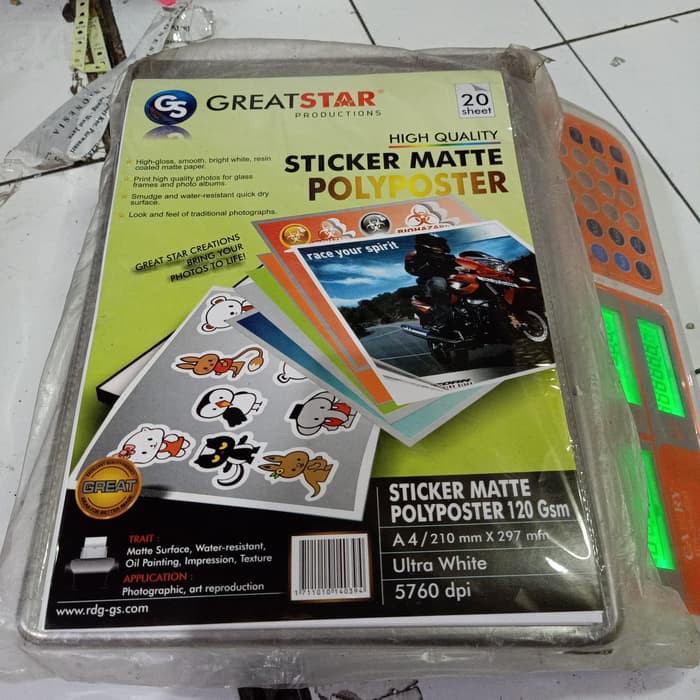 GS GREATSTAR
PRODUCTIONS
20
sheet
HIGH QUALITY
STICKER MATTE
POLYPOSTER
High-gloss, smooth, bright white, resin
coated matte paper.
Print high quality photos for glass
frames and photo albums.
Smudge and water-resistant quick dry
surface.
Look and feel of traditional photographs.
GREAT STAR CREATIONS
BRING YOUR
PHOTOS TO LIFE!
BIOHAZARD
race your spirit
GREAT
STICKER MATTE
POLYPOSTER 120 Gsm
A4/210 mm X 297 mm
Ultra White
5760 dpi
TRAIT :
Matte Surface, Water-resistant,
Oil Painting, Impression, Texture
APPLICATION :
Photographic, art reproduction
www.rdg-gs.com
1711010140394